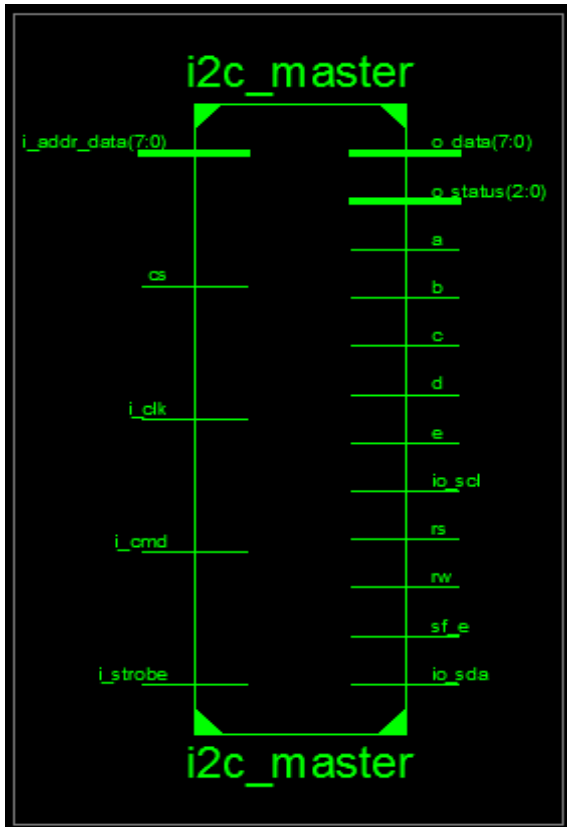 i2c_master
i_addr_data(7:0)
o_data(7:0)
o_status(2:0)
a
cs
b
c
d
i_clk
e
io_scl
rs
i_cmd
rw
sf_e
i_strobe
io_sda
i2c_master